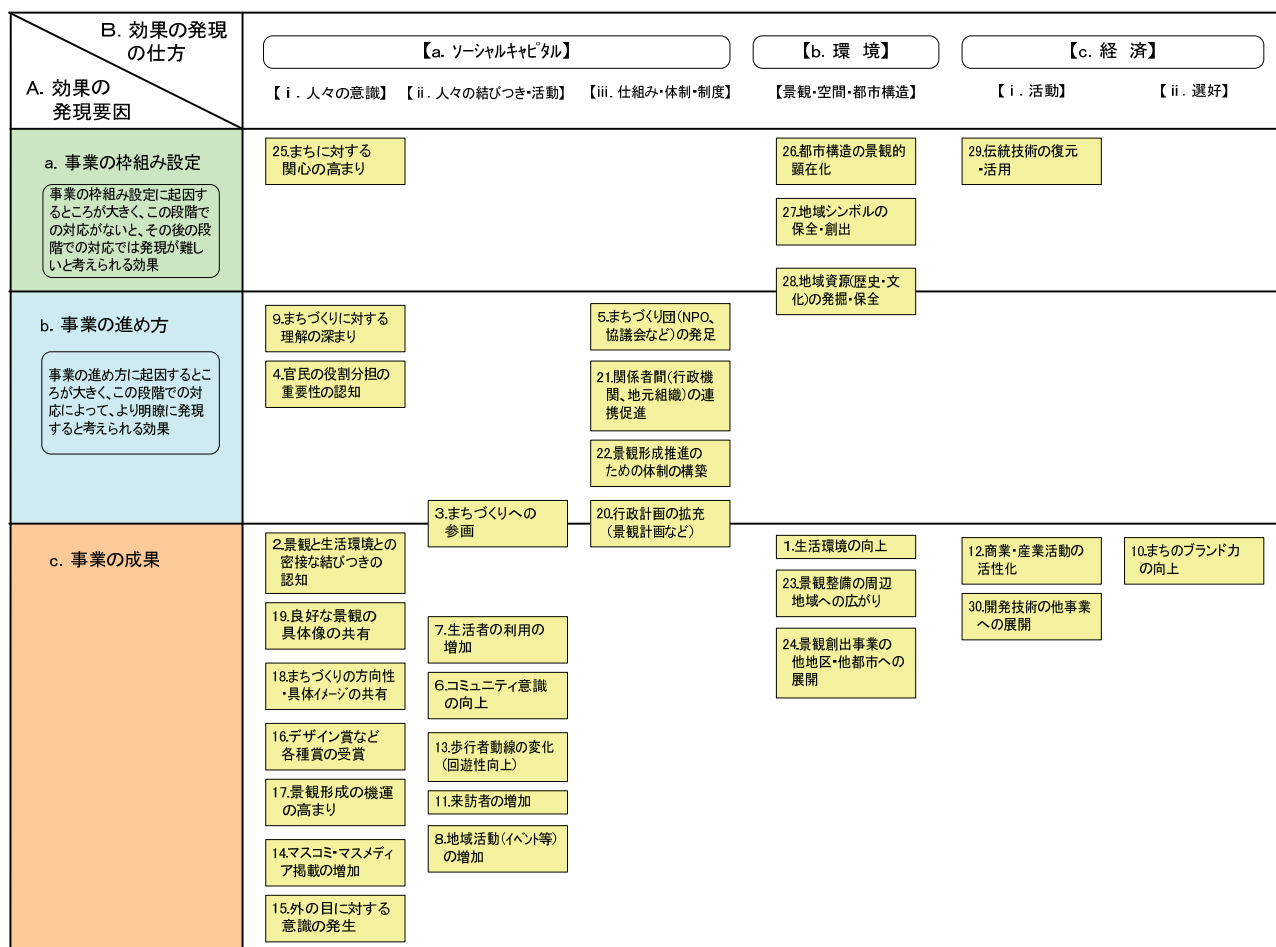 B. 効果の発現
の仕方
A. 効果の
発現要因
【a. ソーシャルキャピタル】
【b. 環 境】
【c. 経 済】
【ⅰ. 人々の意識】
【ⅱ. 人々の結びつき・活動】
【ⅲ. 仕組み・体制・制度】
【景観・空間・都市構造】
【ⅰ. 活動】
【ⅱ. 選好】
a. 事業の枠組み設定
事業の枠組み設定に起因す
るところが大きく、この段階で
の対応がないと、その後の段
階での対応では発現が難し
いと考えられる効果
25.まちに対する
関心の高まり
26.都市構造の景観的
顕在化
27.地域シンボルの
保全・創出
28.地域資源(歴史・文
化)の発掘・保全
29.伝統技術の復元
・活用
b. 事業の進め方
事業の進め方に起因するとこ
ろが大きく、この段階での対
応によって、より明瞭に発現
すると考えられる効果
9.まちづくりに対する
理解の深まり
4.官民の役割分担の
重要性の認知
3.まちづくりへの
参画
5.まちづくり団(NPO、
協議会など)の発足
21.関係者間(行政機
関、地元組織)の連
携促進
22.景観形成推進の
ための体制の構築
20.行政計画の拡充
(景観計画など)
c. 事業の成果
2.景観と生活環境との
密接な結びつきの
認知
19.良好な景観の
具体像の共有
18.まちづくりの方向性
・具体イメージの共有
16.デザイン賞など
各種賞の受賞
17.景観形成の機運
の高まり
14.マスコミ・マスメディ
ア掲載の増加
15.外の目に対する
意識の発生
7.生活者の利用の
増加
6.コミュニティ意識
の向上
13.歩行者動線の変化
(回遊性向上)
11.来訪者の増加
8.地域活動(イベント等)
の増加
1.生活環境の向上
23.景観整備の周辺
地域への広がり
24.景観創出事業の
他地区・他都市への
展開
12.商業・産業活動の
活性化
30.開発技術の他事業
への展開
10.まちのブランド力
の向上